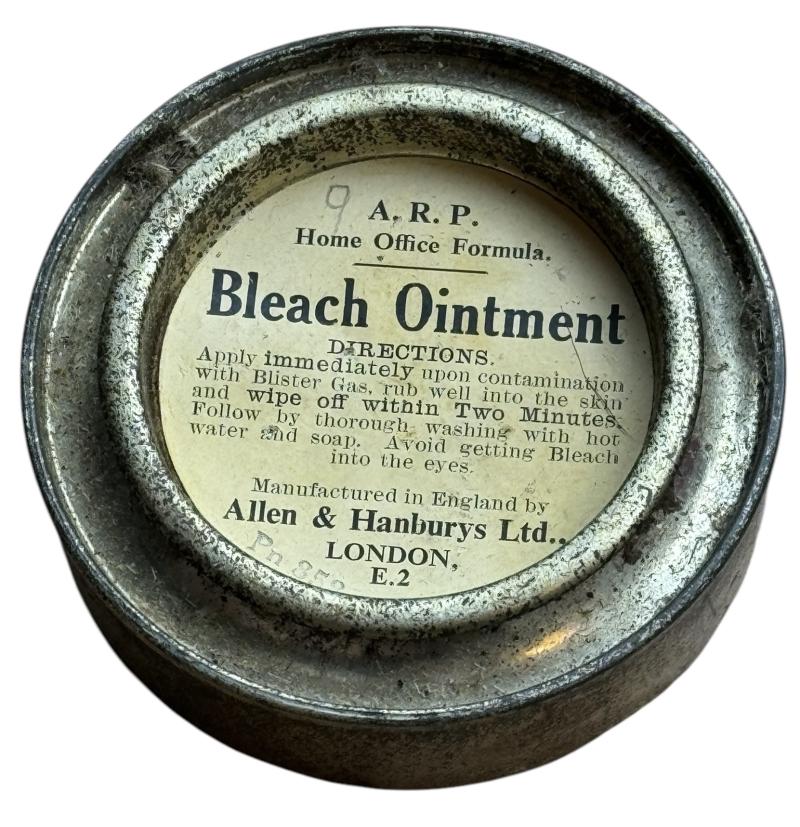 9
A. R. P.
Home Office Formula.
Bleach Ointment
DIRECTIONS.
Apply immediately upon contamination
with Blister Gas, rub well into the skin
and wipe off within Two Minutes.
Follow by thorough washing with hot
water and soap. Avoid getting Bleach
into the eyes.
Manufactured in England by
Allen & Hanburys Ltd.,
LONDON,
E.2